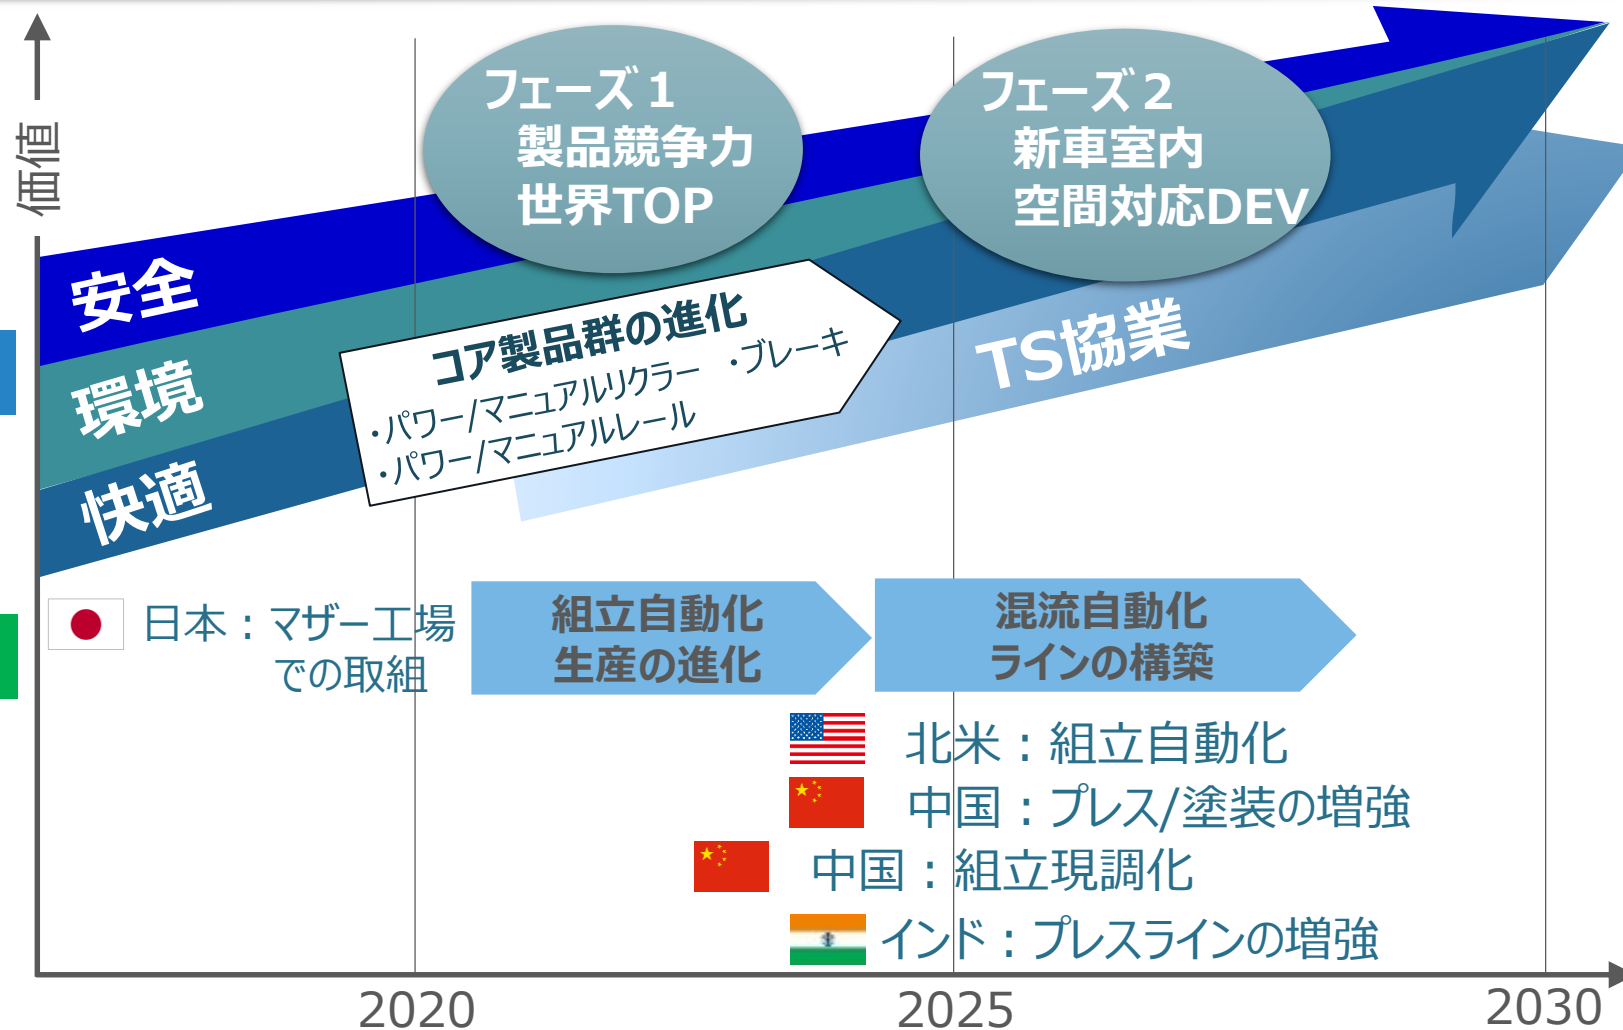 価値
フェーズ１
製品競争力
世界TOP
フェーズ２
新車室内
空間対応DEV
安全
環境
快適
コア製品群の進化
・パワー/マニュアルリクラー ・ブレーキ
・パワー/マニュアルレール
TS協業
日本：マザー工場
での取組
組立自動化
生産の進化
混流自動化
ラインの構築
北米：組立自動化
中国：プレス/塗装の増強
中国：組立現調化
インド：プレスラインの増強
2020
2025
2030